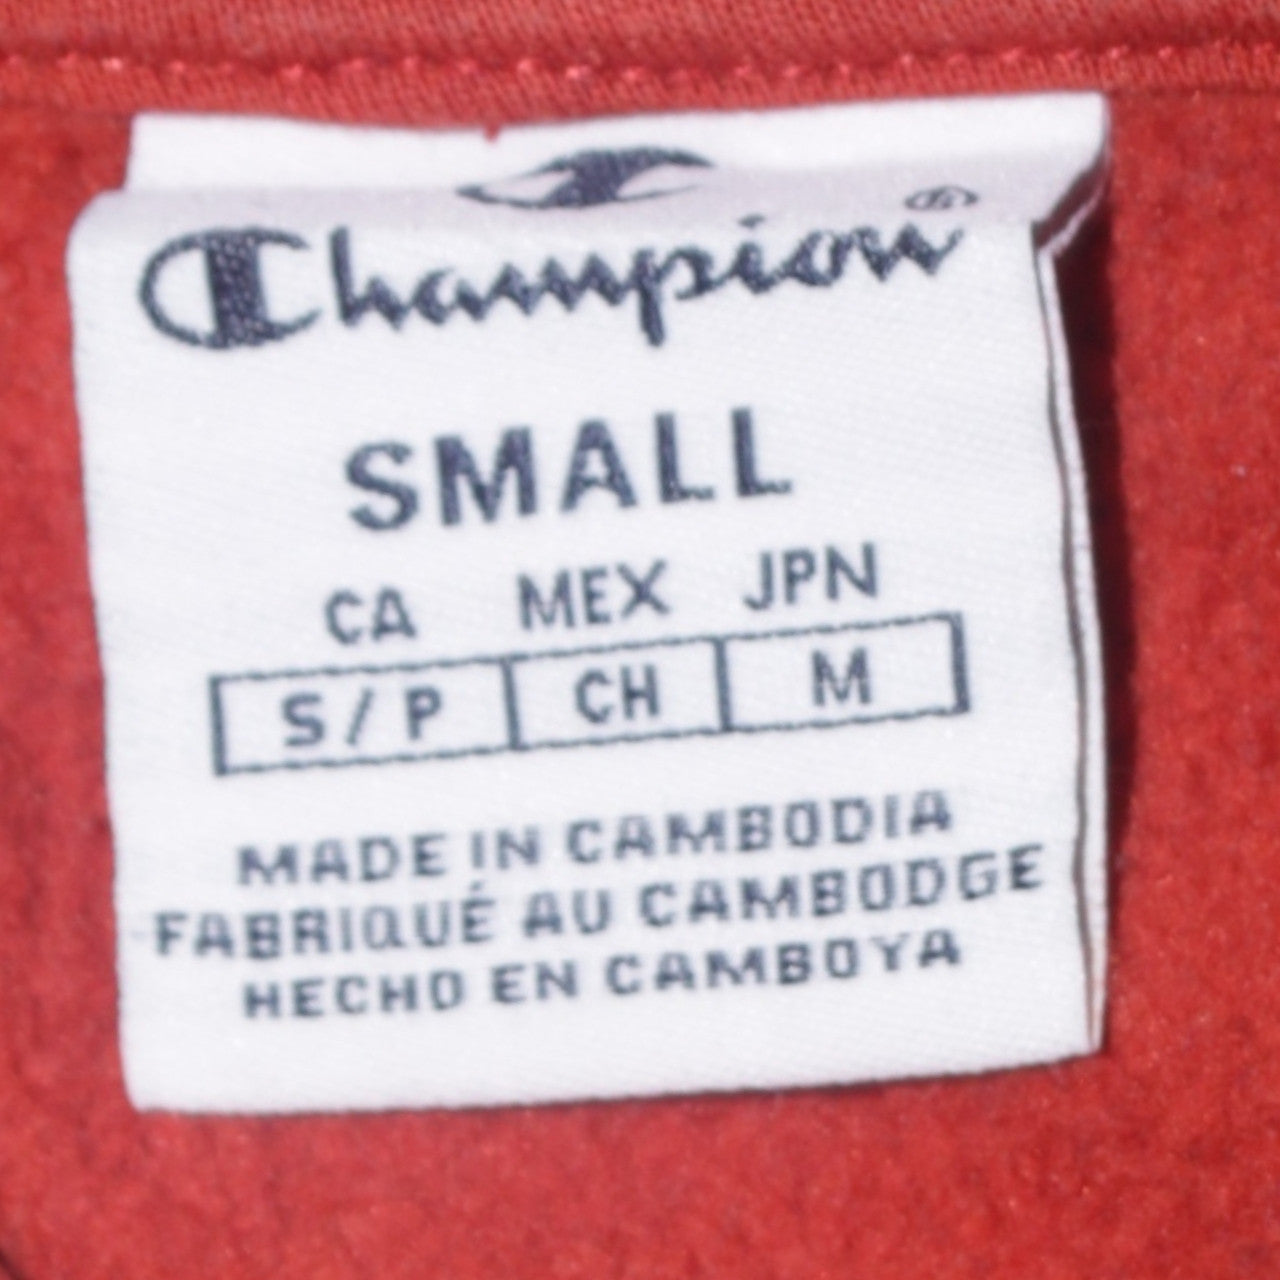 Champion®
SMALL
CA MEX JPN
S/P CH M
MADE IN CAMBODIA
FABRIQUÉ AU CAMBODGE
HECHO EN CAMBOYA